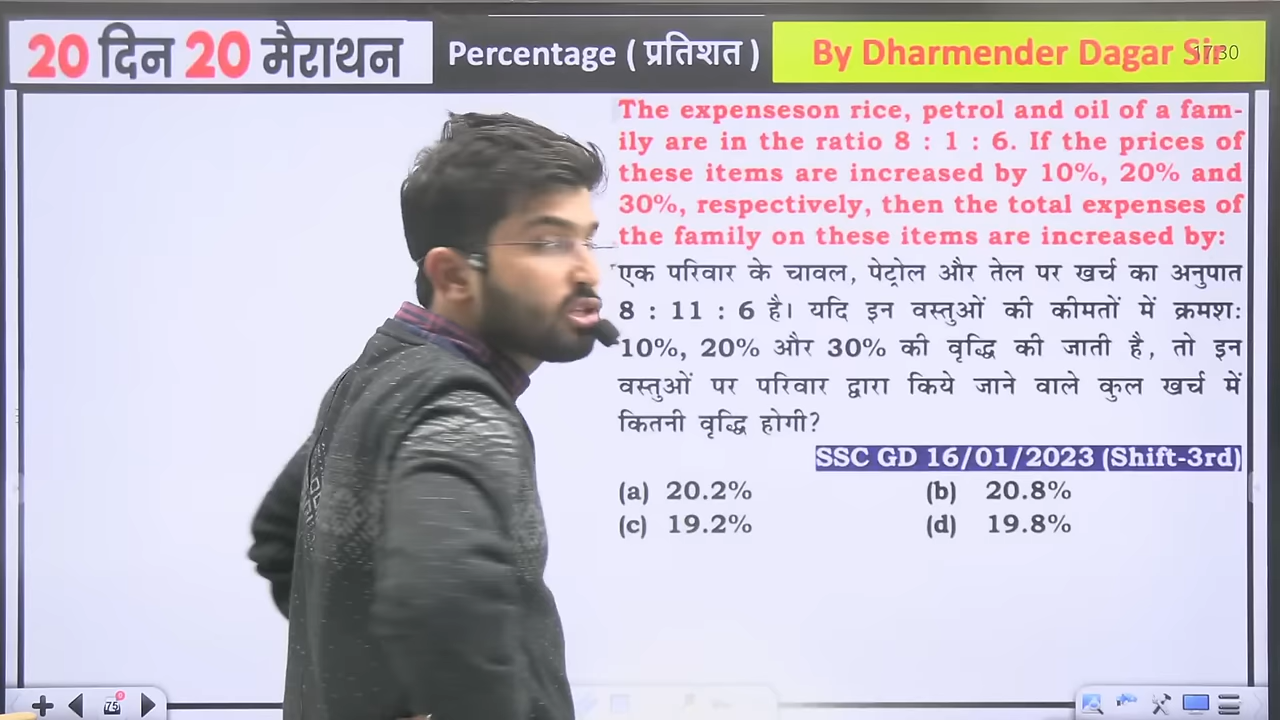 20 दिन 20 मैराथन
Percentage ( प्रतिशत )
By Dharmender Dagar Sir
17:30
The expenseson rice, petrol and oil of a fam-
ily are in the ratio 8 : 1 : 6. If the prices of
these items are increased by 10%, 20% and
30%, respectively, then the total expenses of
the family on these items are increased by:
एक परिवार के चावल, पेट्रोल और तेल पर खर्च का अनुपात
8 : 11 : 6 है। यदि इन वस्तुओं की कीमतों में क्रमश:
10%, 20% और 30% की वृद्धि की जाती है, तो इन
वस्तुओं पर परिवार द्वारा किये जाने वाले कुल खर्च में
कितनी वृद्धि होगी?
SSC GD 16/01/2023 (Shift-3rd)
(a) 20.2% (b) 20.8%
(c) 19.2% (d) 19.8%
75